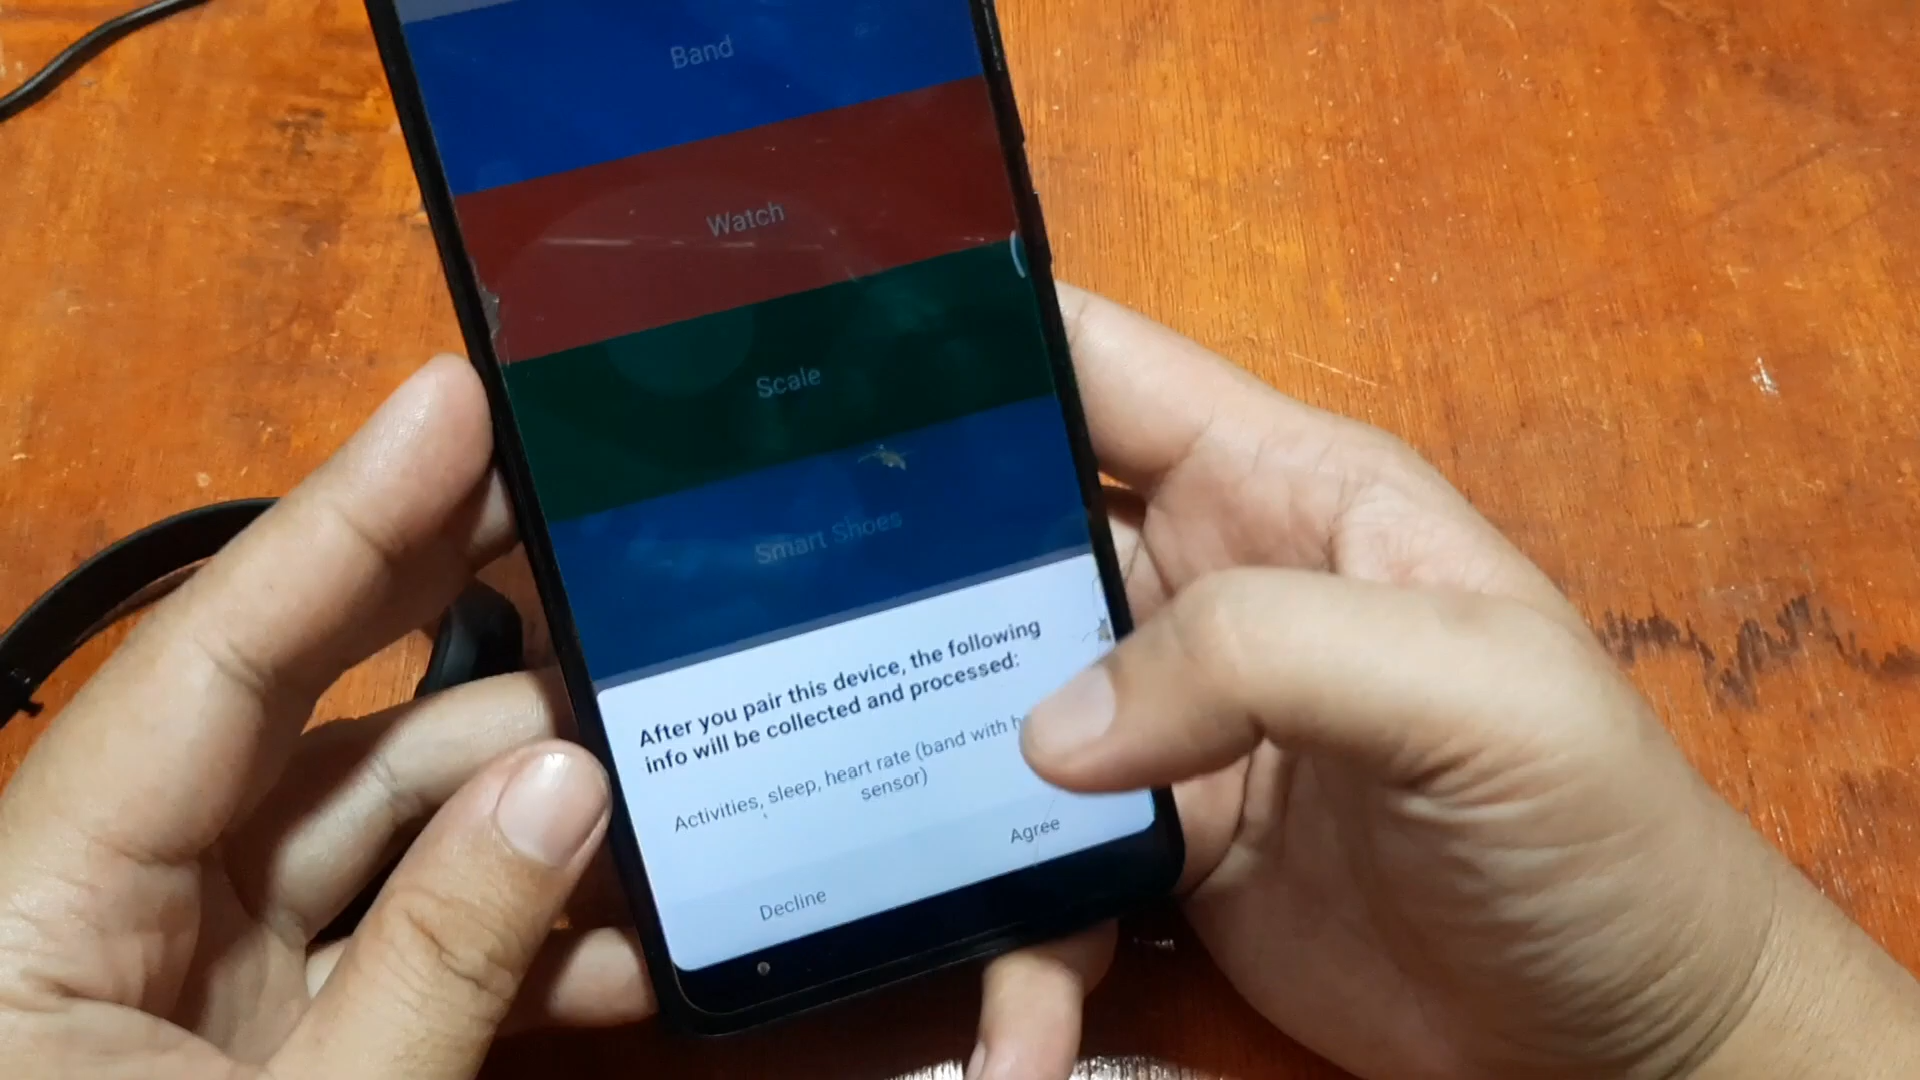 Band
Watch
Scale
Smart Shoes
After you pair this device, the following
info will be collected and processed:
Activities, sleep, heart rate (band with
sensor)
Decline
Agree